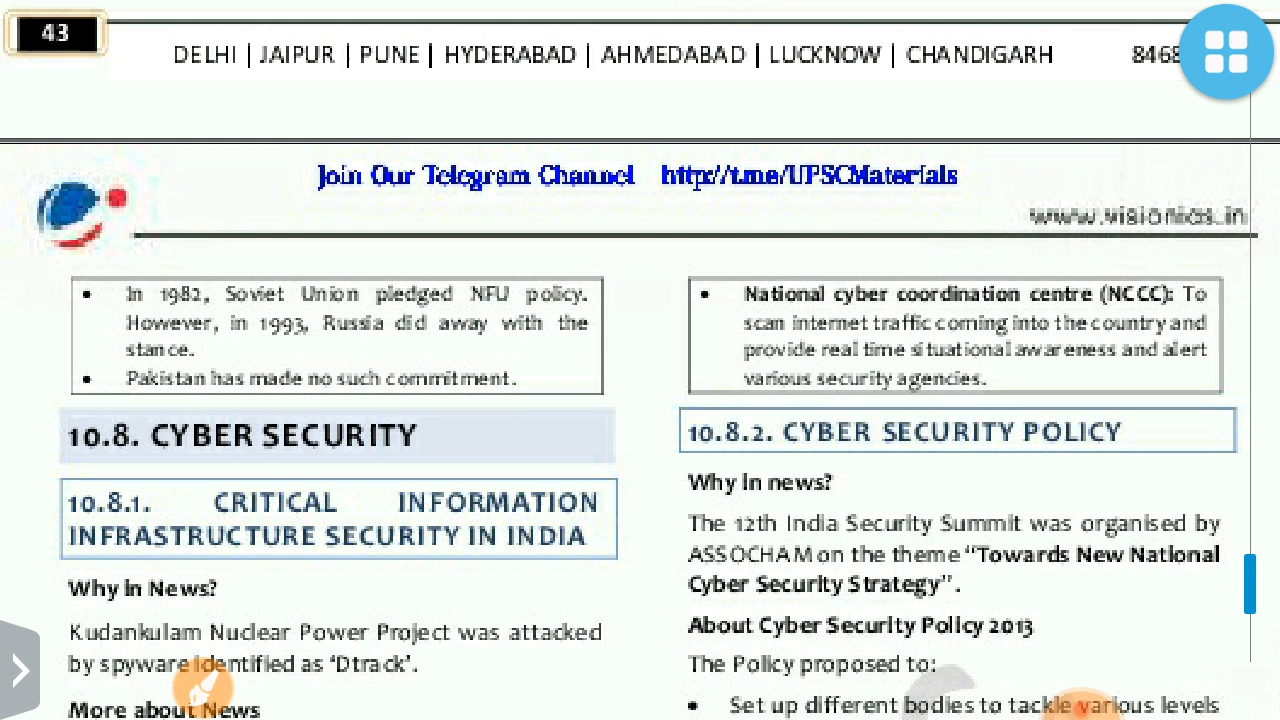 43
DELHI | JAIPUR | PUNE | HYDERABAD | AHMEDABAD | LUCKNOW | CHANDIGARH 8468
Join Our Telegram Channel http://t.me/UPSCMaterials
www.visionias.in
• In 1982, Soviet Union pledged NFU policy.
However, in 1993, Russia did away with the
stance.
• Pakistan has made no such commitment.
10.8. CYBER SECURITY
10.8.1. CRITICAL INFORMATION
INFRASTRUCTURE SECURITY IN INDIA
Why in News?
Kudankulam Nuclear Power Project was attacked
by spyware identified as ‘Dtrack’.
More about News
• National cyber coordination centre (NCCC): To
scan internet traffic coming into the country and
provide real time situational awareness and alert
various security agencies.
10.8.2. CYBER SECURITY POLICY
Why in news?
The 12th India Security Summit was organised by
ASSOCHAM on the theme “Towards New National
Cyber Security Strategy”.
About Cyber Security Policy 2013
The Policy proposed to:
• Set up different bodies to tackle various levels